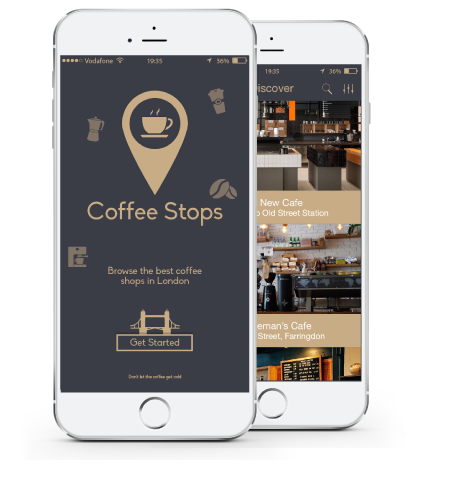 Vodafone 19:35 36%
Coffee Stops
Browse the best coffee
shops in London
Get Started
Don't let the coffee get cold
19:35 36%
iscover
New Cafe
o Old Street Station
eman's Cafe
Street, Farringdon